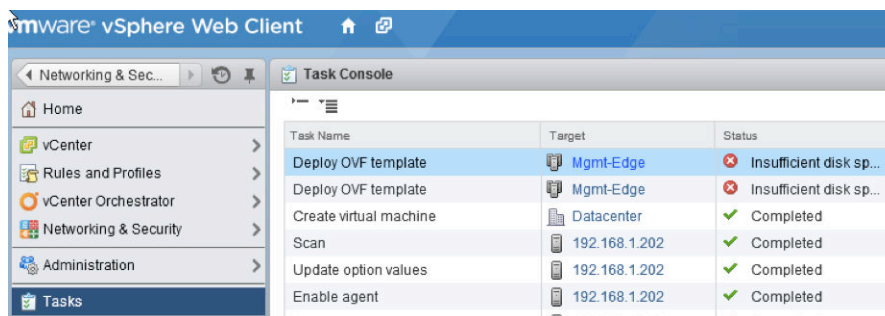 vmware® vSphere Web Client
Networking & Sec...
Task Console
Home
vCenter
Rules and Profiles
vCenter Orchestrator
Networking & Security
Administration
Tasks
Task Name Target Status
Deploy OVF template Mgmt-Edge Insufficient disk sp...
Deploy OVF template Mgmt-Edge Insufficient disk sp...
Create virtual machine Datacenter Completed
Scan 192.168.1.202 Completed
Update option values 192.168.1.202 Completed
Enable agent 192.168.1.202 Completed